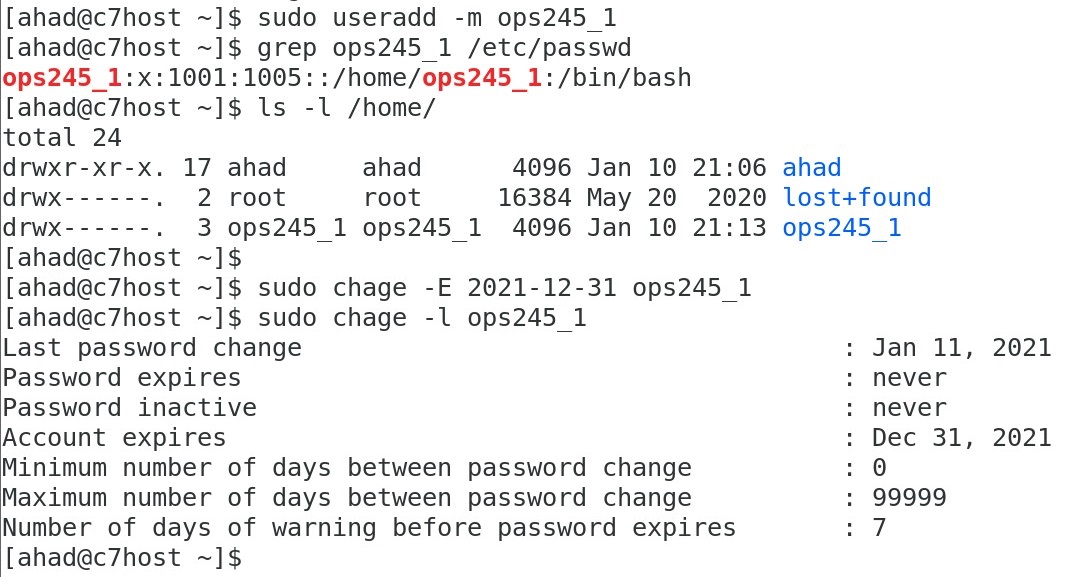 [ahad@c7host ~]$ sudo useradd -m ops245_1
[ahad@c7host ~]$ grep ops245_1 /etc/passwd
ops245_1:x:1001:1005::/home/ops245_1:/bin/bash
[ahad@c7host ~]$ ls -l /home/
total 24
drwxr-xr-x. 17 ahad     ahad      4096 Jan 10 21:06 ahad
drwx------.  2 root     root     16384 May 20  2020 lost+found
drwx------.  3 ops245_1 ops245_1  4096 Jan 10 21:13 ops245_1
[ahad@c7host ~]$
[ahad@c7host ~]$ sudo chage -E 2021-12-31 ops245_1
[ahad@c7host ~]$ sudo chage -l ops245_1
Last password change                                    : Jan 11, 2021
Password expires                                        : never
Password inactive                                       : never
Account expires                                         : Dec 31, 2021
Minimum number of days between password change          : 0
Maximum number of days between password change          : 99999
Number of days of warning before password expires       : 7
[ahad@c7host ~]$